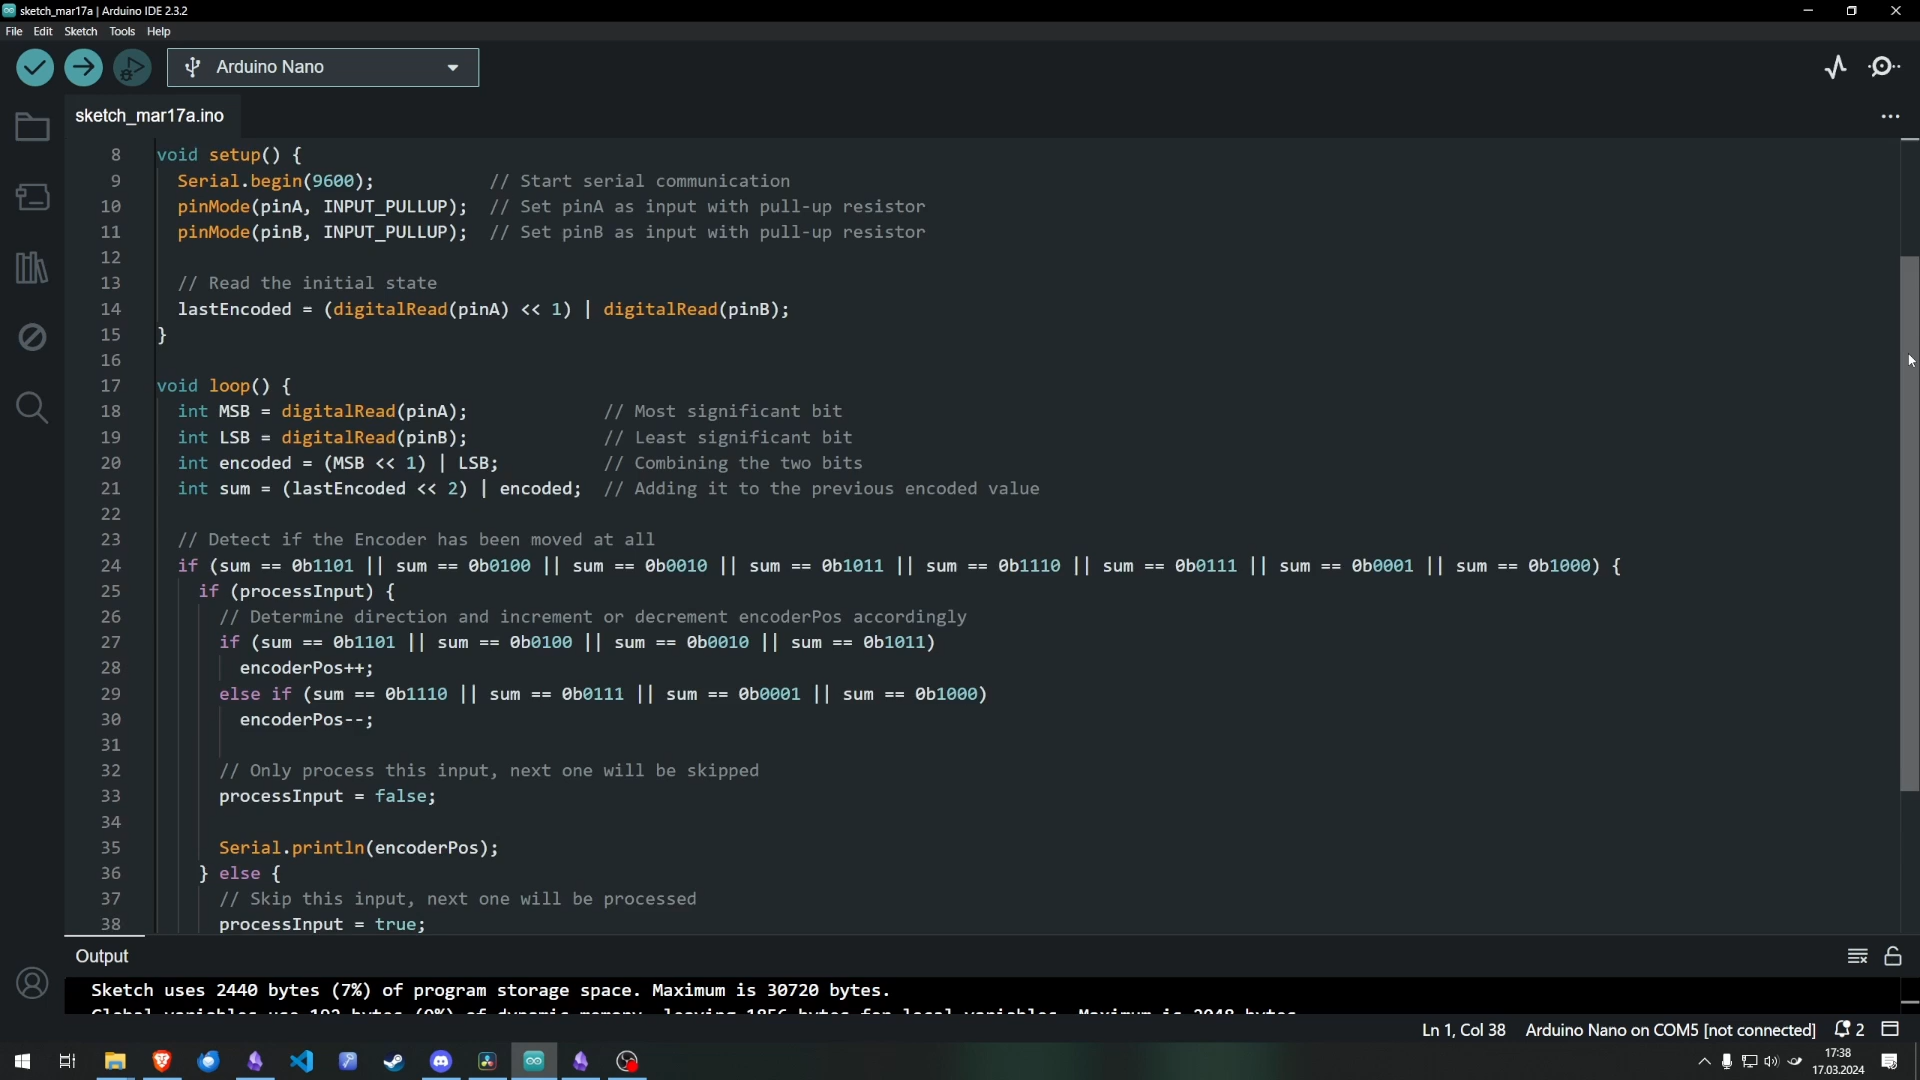 sketch_mar17a | Arduino IDE 2.3.2
File Edit Sketch Tools Help
Arduino Nano
sketch_mar17a.ino
8 void setup() {
9 Serial.begin(9600); // Start serial communication
10 pinMode(pinA, INPUT_PULLUP); // Set pinA as input with pull-up resistor
11 pinMode(pinB, INPUT_PULLUP); // Set pinB as input with pull-up resistor
12
13 // Read the initial state
14 lastEncoded = (digitalRead(pinA) << 1) | digitalRead(pinB);
15 }
16
17 void loop() {
18 int MSB = digitalRead(pinA); // Most significant bit
19 int LSB = digitalRead(pinB); // Least significant bit
20 int encoded = (MSB << 1) | LSB; // Combining the two bits
21 int sum = (lastEncoded << 2) | encoded; // Adding it to the previous encoded value
22
23 // Detect if the Encoder has been moved at all
24 if (sum == 0b1101 || sum == 0b0100 || sum == 0b0010 || sum == 0b1011 || sum == 0b1110 || sum == 0b0111 || sum == 0b0001 || sum == 0b1000) {
25 if (processInput) {
26 // Determine direction and increment or decrement encoderPos accordingly
27 if (sum == 0b1101 || sum == 0b0100 || sum == 0b0010 || sum == 0b1011)
28 encoderPos++;
29 else if (sum == 0b1110 || sum == 0b0111 || sum == 0b0001 || sum == 0b1000)
30 encoderPos--;
31
32 // Only process this input, next one will be skipped
33 processInput = false;
34
35 Serial.println(encoderPos);
36 } else {
37 // Skip this input, next one will be processed
38 processInput = true;
Output
Sketch uses 2440 bytes (7%) of program storage space. Maximum is 30720 bytes.
Global variables use 192 bytes (9%) of dynamic memory, leaving 1856 bytes for local variables. Maximum is 2048 bytes.
Ln 1, Col 38 Arduino Nano on COM5 [not connected] 2
17:38
17.03.2024